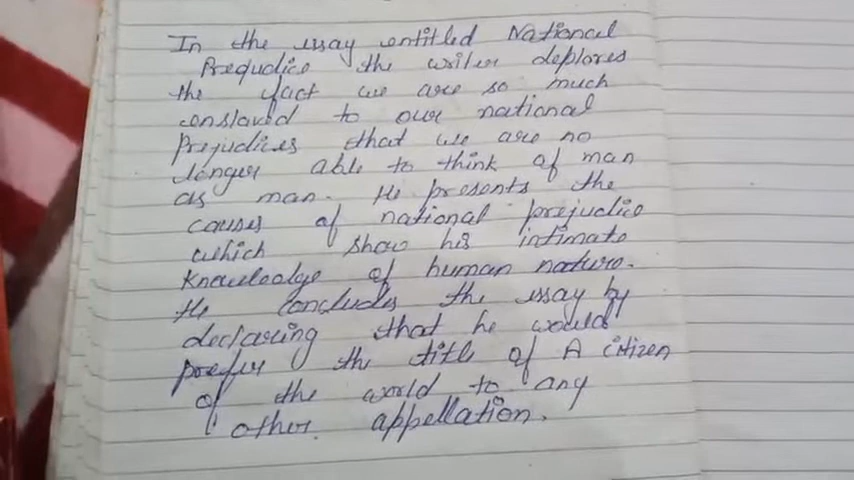 In the essay entitled National
Prequdice the writer deplores
the fact we are so much
enslaved to our national
Prejudices that we are no
longer able to think of man
as man. He presents the
causes of national prejudice
which show his intimate
Knowledge of human nature.
He Concludes the essay by
declaring that he would
prefer the title of A citizen
of the world to any
other appellation.